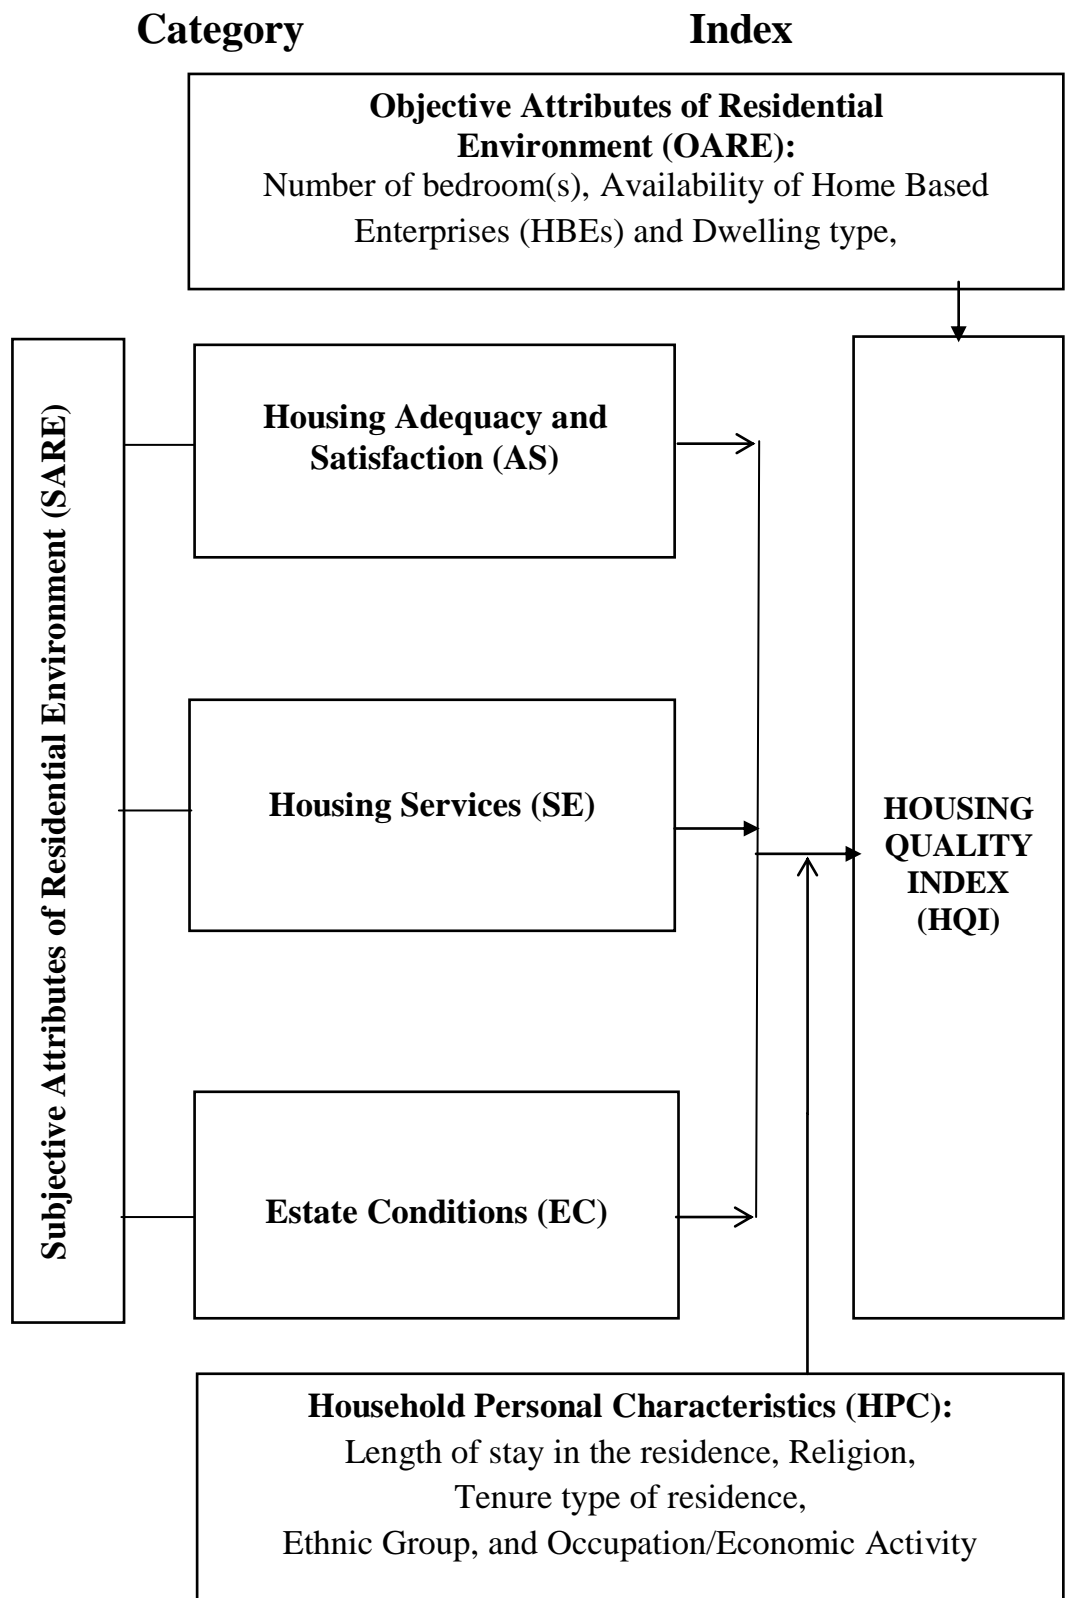 Category
Index
Objective Attributes of Residential
Environment (OARE):
Number of bedroom(s), Availability of Home Based
Enterprises (HBEs) and Dwelling type,
Subjective Attributes of Residential Environment (SARE)
Housing Adequacy and
Satisfaction (AS)
Housing Services (SE)
Estate Conditions (EC)
HOUSING
QUALITY
INDEX
(HQI)
Household Personal Characteristics (HPC):
Length of stay in the residence, Religion,
Tenure type of residence,
Ethnic Group, and Occupation/Economic Activity